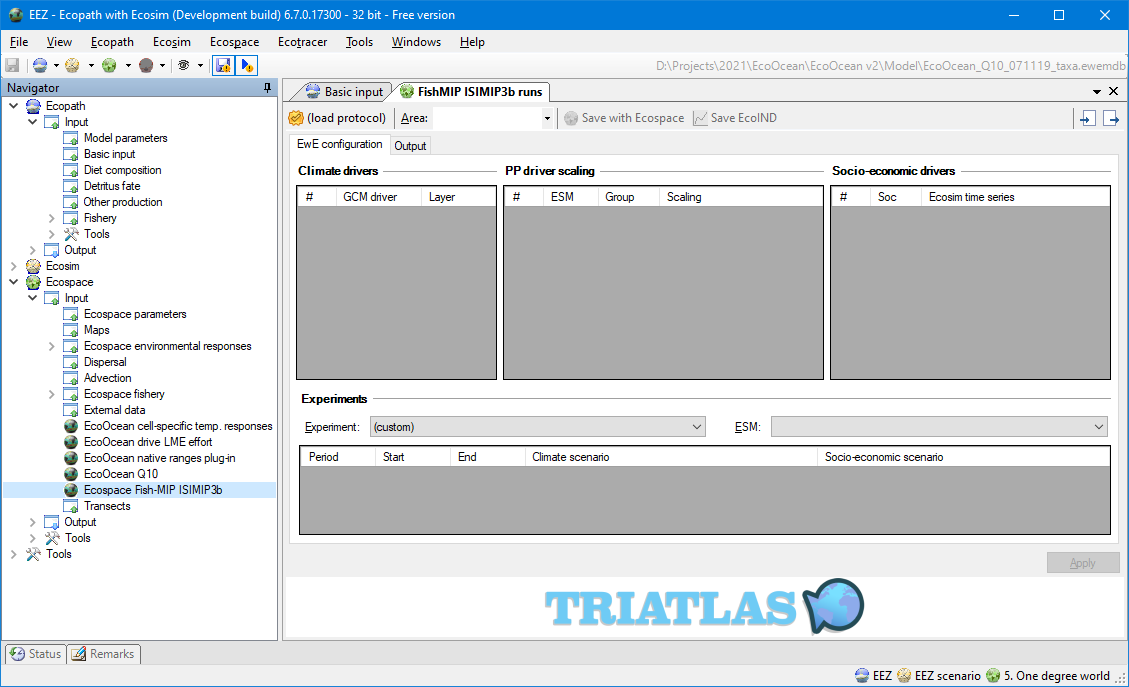 EEZ - Ecopath with Ecosim (Development build) 6.7.0.17300 - 32 bit - Free version
File View Ecopath Ecosim Ecospace Ecotracer Tools Windows Help
D:\Projects\2021\EcoOcean\EcoOcean v2\Model\EcoOcean_Q10_071119_taxa.ewemdb
Navigator
Ecopath
Input
Model parameters
Basic input
Diet composition
Detritus fate
Other production
Fishery
Tools
Output
Ecosim
Ecospace
Input
Ecospace parameters
Maps
Ecospace environmental responses
Dispersal
Advection
Ecospace fishery
External data
EcoOcean cell-specific temp. responses
EcoOcean drive LME effort
EcoOcean native ranges plug-in
EcoOcean Q10
Ecospace Fish-MIP ISIMIP3b
Transects
Output
Tools
Tools
Basic input FishMIP ISIMIP3b runs
(load protocol) Area: Save with Ecospace Save EcoIND
EwE configuration Output
Climate drivers PP driver scaling Socio-economic drivers
# GCM driver Layer # ESM Group Scaling # Soc Ecosim time series
Experiments
Experiment: (custom) ESM:
Period Start End Climate scenario Socio-economic scenario
Apply
TRIATLAS
Status Remarks
EEZ EEZ scenario 5. One degree world